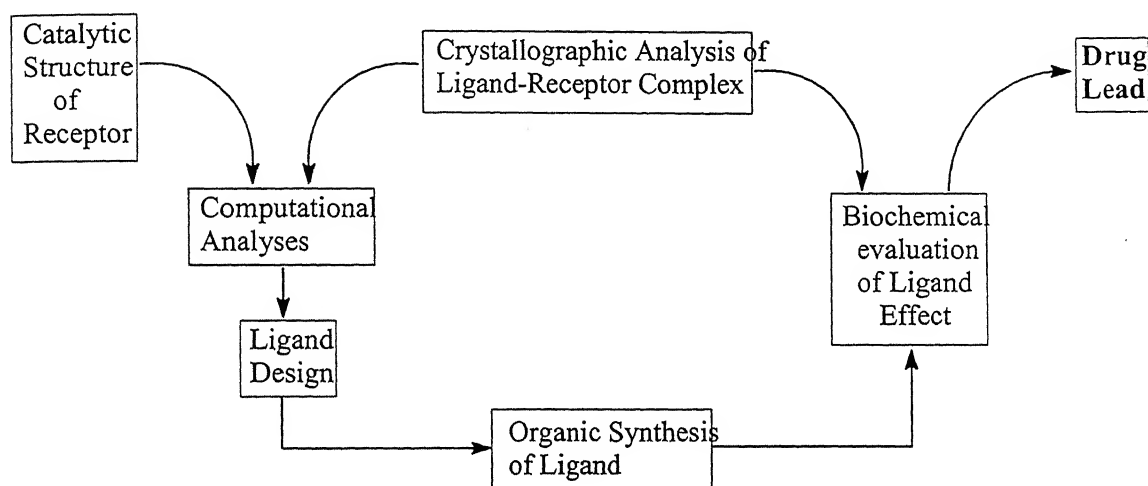 Catalytic
Structure
of
Receptor
Crystallographic Analysis of
Ligand-Receptor Complex
Drug
Lead
Computational
Analyses
Biochemical
evaluation
of Ligand
Effect
Ligand
Design
Organic Synthesis
of Ligand